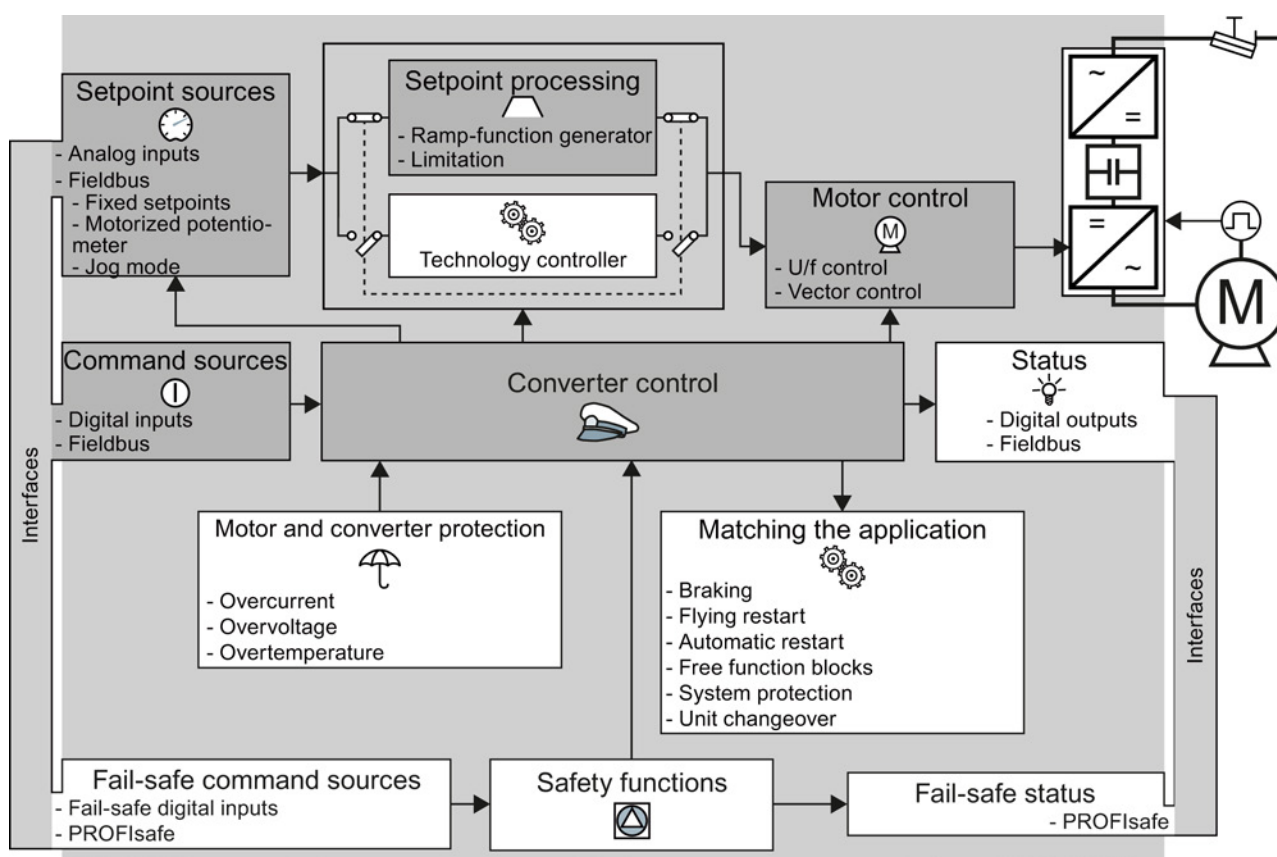 Setpoint sources
- Analog inputs
- Fieldbus
- Fixed setpoints
- Motorized potentio-
meter
- Jog mode
Setpoint processing
- Ramp-function generator
- Limitation
Technology controller
Motor control
M
- U/f control
- Vector control
~
=
=
~
M
Command sources
- Digital inputs
- Fieldbus
Converter control
Status
- Digital outputs
- Fieldbus
Interfaces
Motor and converter protection
- Overcurrent
- Overvoltage
- Overtemperature
Matching the application
- Braking
- Flying restart
- Automatic restart
- Free function blocks
- System protection
- Unit changeover
Interfaces
Fail-safe command sources
- Fail-safe digital inputs
- PROFIsafe
Safety functions
Fail-safe status
- PROFIsafe